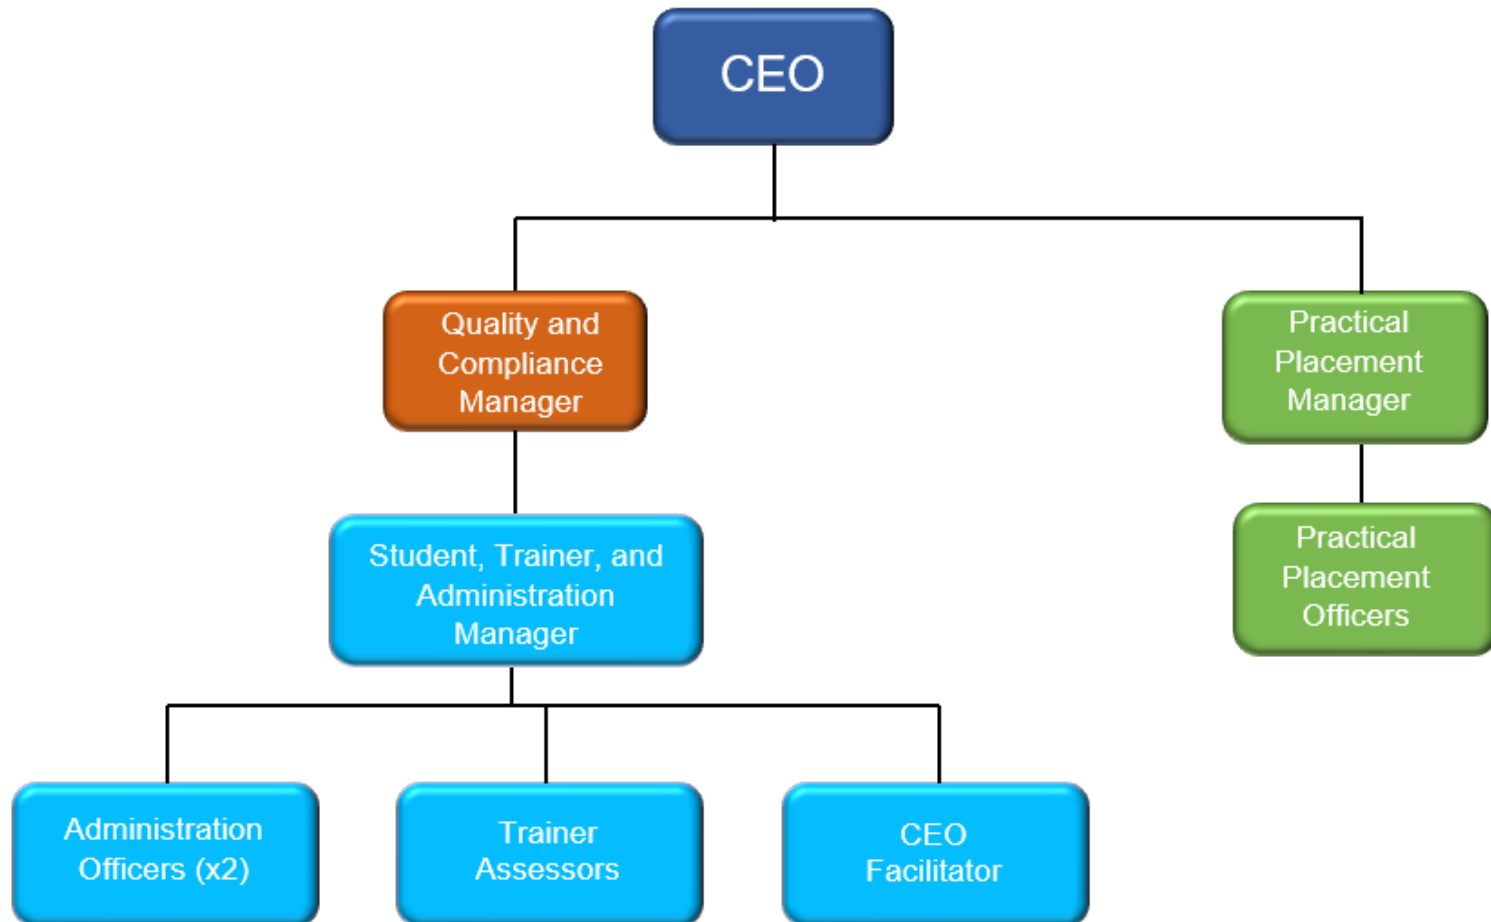 CEO
Quality and
Compliance
Manager
Practical
Placement
Manager
Student, Trainer, and
Administration
Manager
Practical
Placement
Officers
Administration
Officers (x2)
Trainer
Assessors
CEO
Facilitator